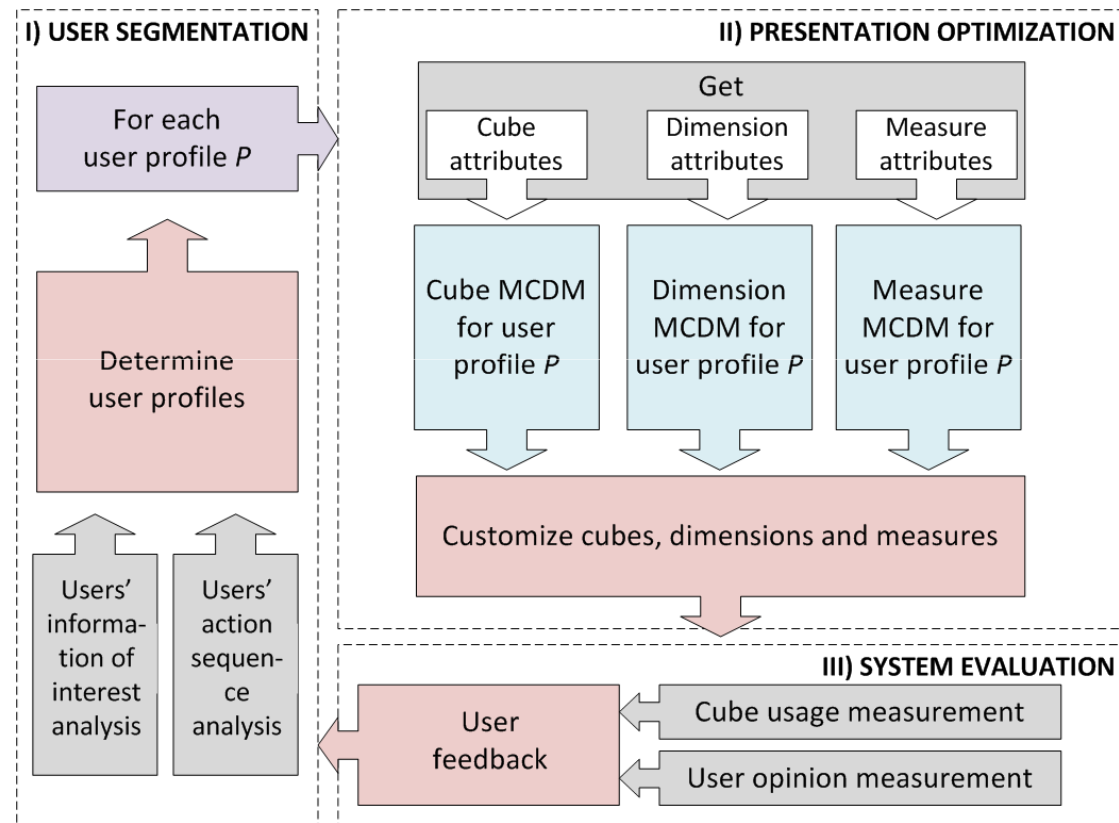 I) USER SEGMENTATION
For each
user profile P
Determine
user profiles
Users'
informa-
tion of
interest
analysis
Users'
action
sequen-
ce
analysis
II) PRESENTATION OPTIMIZATION
Get
Cube
attributes
Dimension
attributes
Measure
attributes
Cube MCDM
for user
profile P
Dimension
MCDM for
user profile P
Measure
MCDM for
user profile P
Customize cubes, dimensions and measures
III) SYSTEM EVALUATION
User
feedback
Cube usage measurement
User opinion measurement